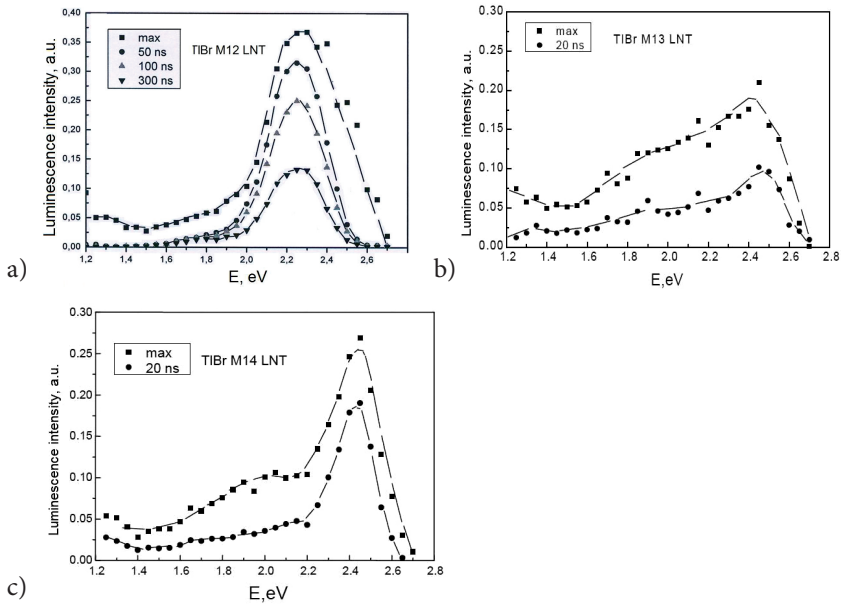 Luminescence intensity, a.u.
0,40
0,35
0,30
0,25
0,20
0,15
0,10
0,05
0,00
max
50 ns
100 ns
300 ns
TlBr M12 LNT
1,2 1,4 1,6 1,8 2,0 2,2 2,4 2,6
E, eV
a)
Luminescence intensity, a.u.
0.30
0.25
0.20
0.15
0.10
0.05
0.00
max
20 ns
TlBr M13 LNT
1.2 1.4 1.6 1.8 2.0 2.2 2.4 2.6 2.8
E,eV
b)
Luminescence intensity, a.u.
0.30
0.25
0.20
0.15
0.10
0.05
0.00
max
20 ns
TlBr M14 LNT
1.2 1.4 1.6 1.8 2.0 2.2 2.4 2.6 2.8
E,eV
c)